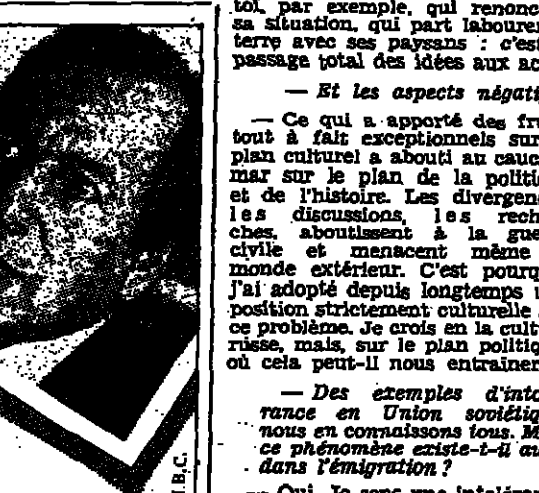 toï, par exemple, qui renonc
sa situation, qui part labourer
terre avec ses paysans : c'est
passage total des idées aux ac
— Et les aspects négati
— Ce qui a apporté des fru
tout à fait exceptionnels sur
plan culturel a abouti au cauc
mar sur le plan de la politiq
et de l'histoire. Les divergenc
les discussions, les rech
ches, aboutissent à la gue
civile et menacent même
monde extérieur. C'est pourq
j'ai adopté depuis longtemps u
position strictement culturelle
ce problème. Je crois en la cult
russe, mais, sur le plan politiq
où cela peut-il nous entraîner
— Des exemples d'into
rance en Union soviétiq
nous en connaissons tous. M
ce phénomène existe-t-il au
dans l'émigration ?
— Oui. Je sens une intoléran
I.B.C.